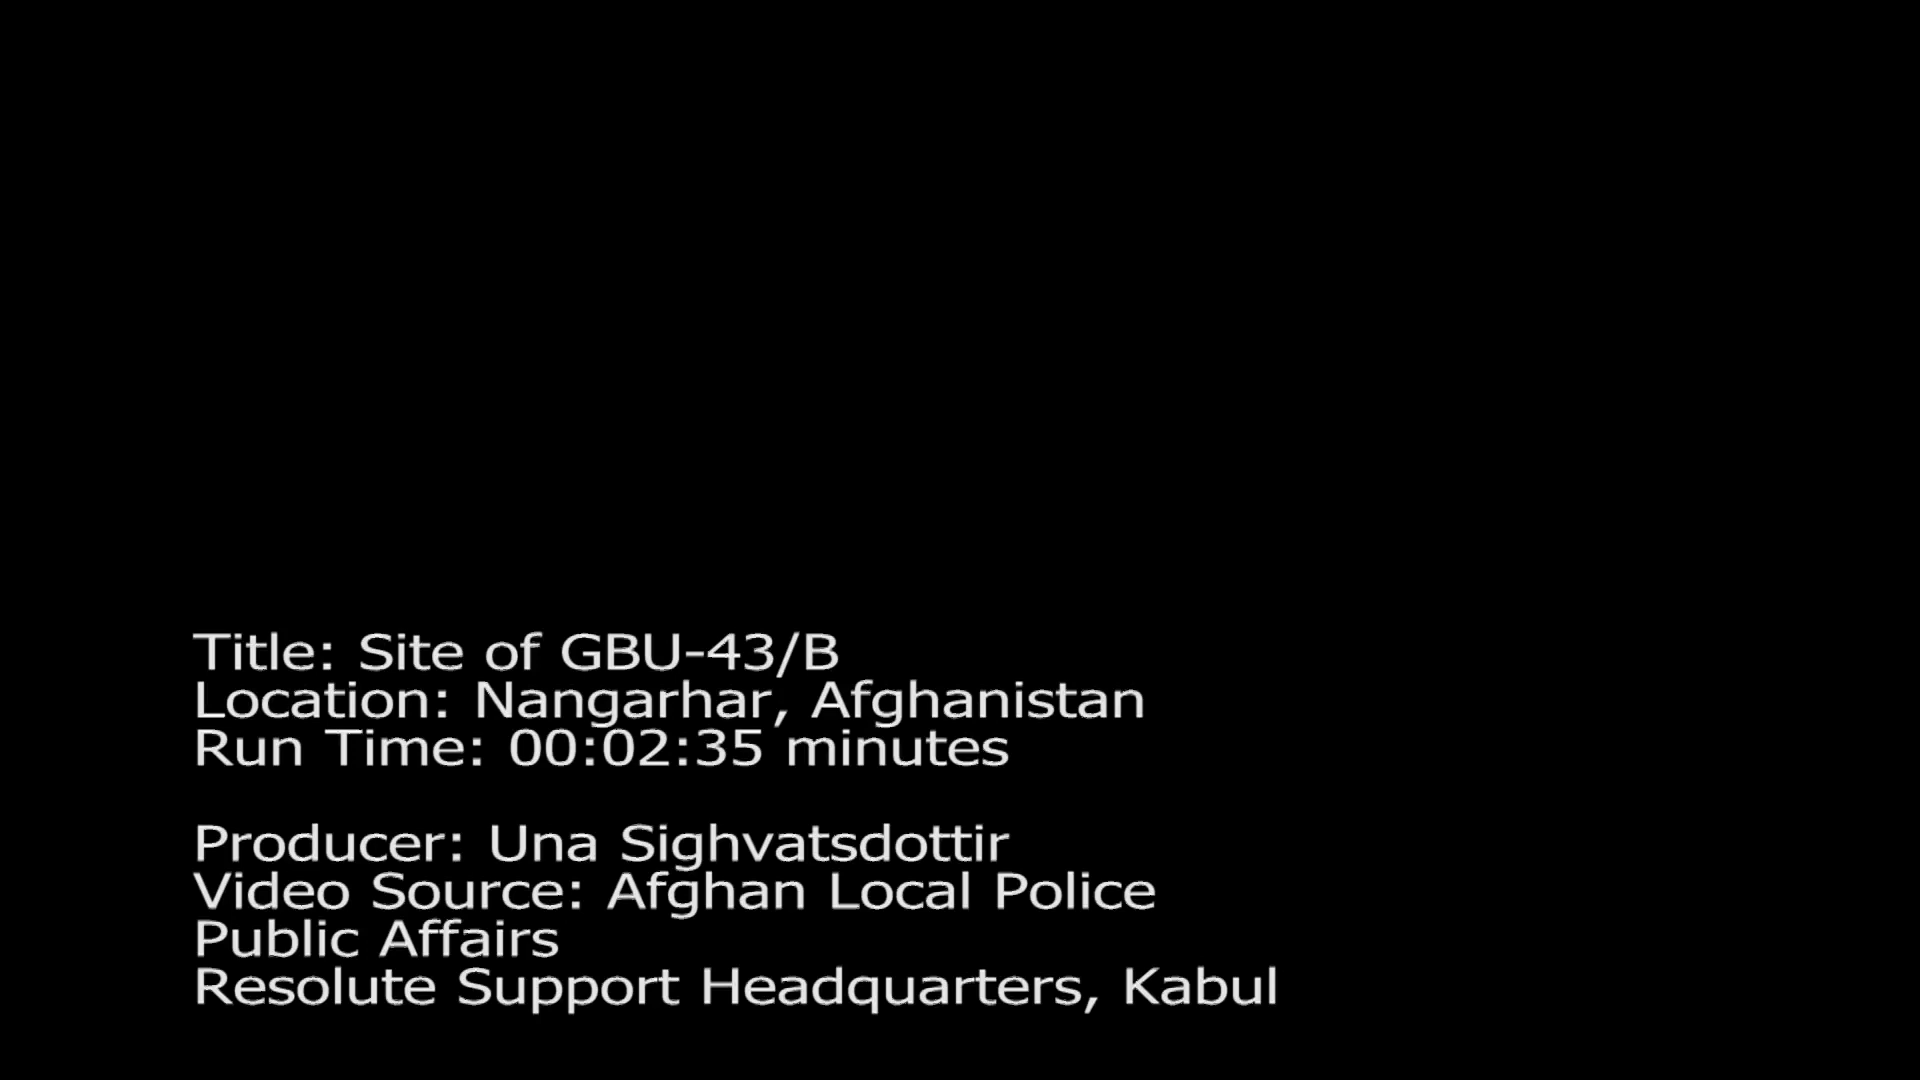 Title: Site of GBU-43/B
Location: Nangarhar, Afghanistan
Run Time: 00:02:35 minutes
Producer: Una Sighvatsdottir
Video Source: Afghan Local Police
Public Affairs
Resolute Support Headquarters, Kabul